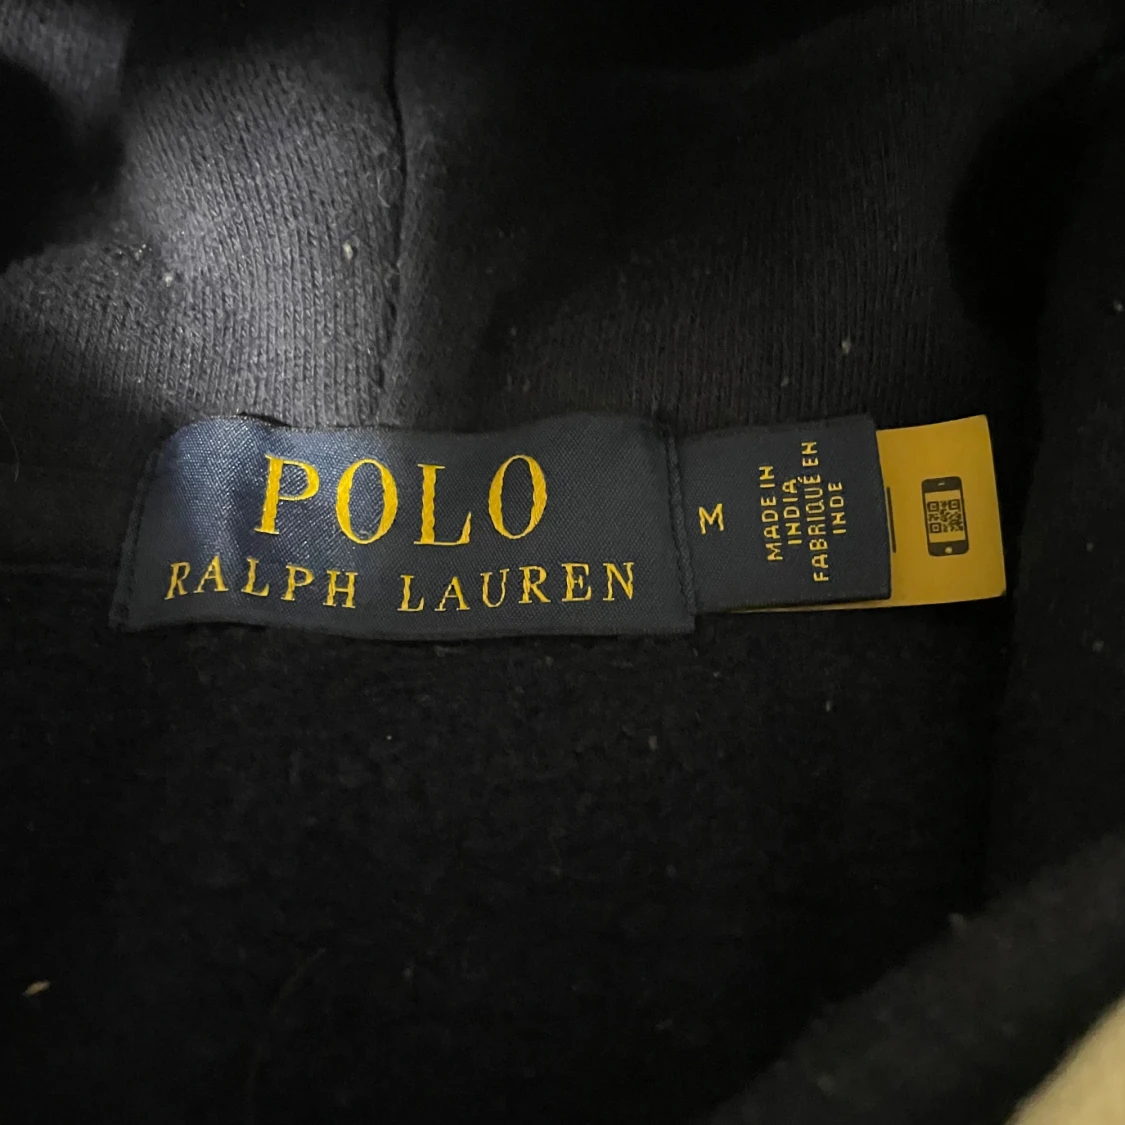 POLO
RALPH LAUREN
M
MADE IN
INDIA
FABRIQUÉ EN
INDE